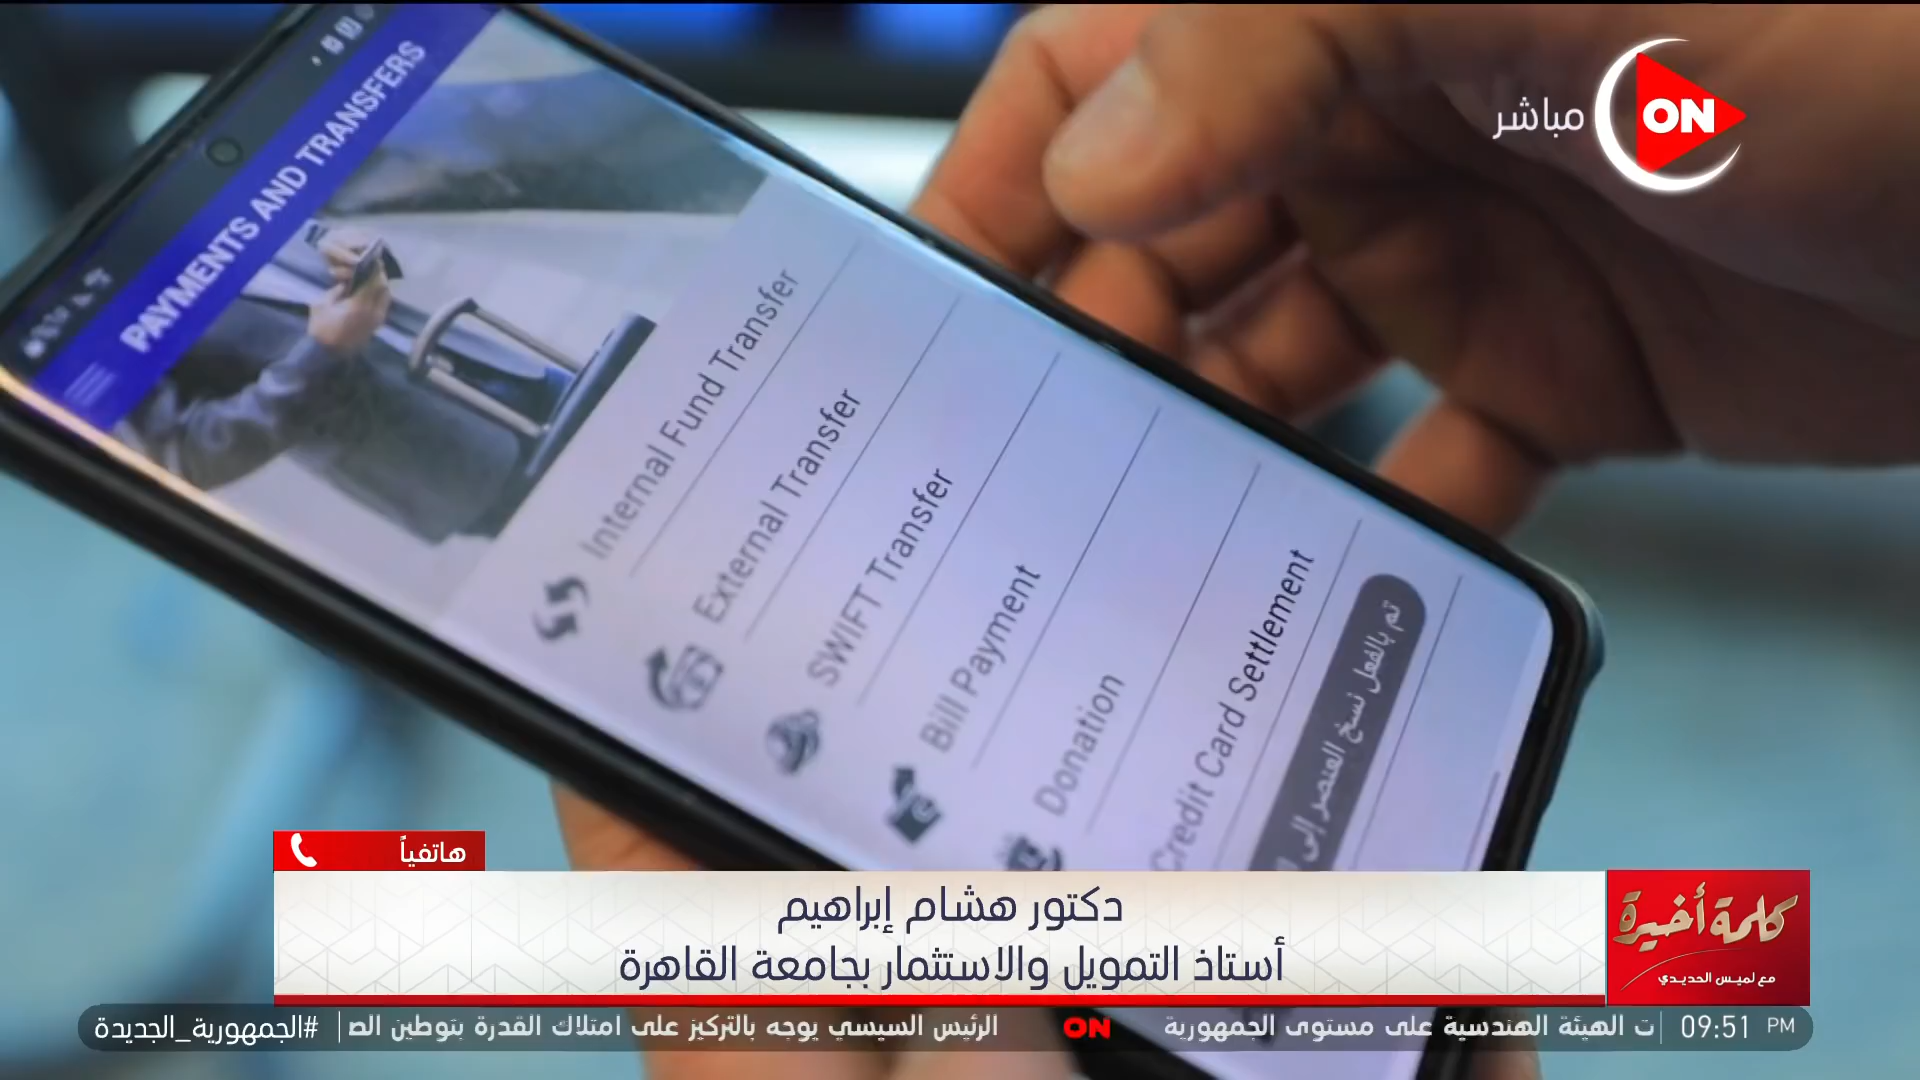 مباشر
ON
PAYMENTS AND TRANSFERS
Internal Fund Transfer
External Transfer
SWIFT Transfer
Bill Payment
Donation
Credit Card Settlement
تم بالفعل نسخ العنصر إلى
هاتفياً
دكتور هشام إبراهيم
أستاذ التمويل والاستثمار بجامعة القاهرة
كلمة أخيرة
مع لميس الحديدي
09:51 PM
ت الهيئة الهندسية على مستوى الجمهورية ON الرئيس السيسي يوجه بالتركيز على امتلاك القدرة بتوطين الص
#الجمهورية_الجديدة